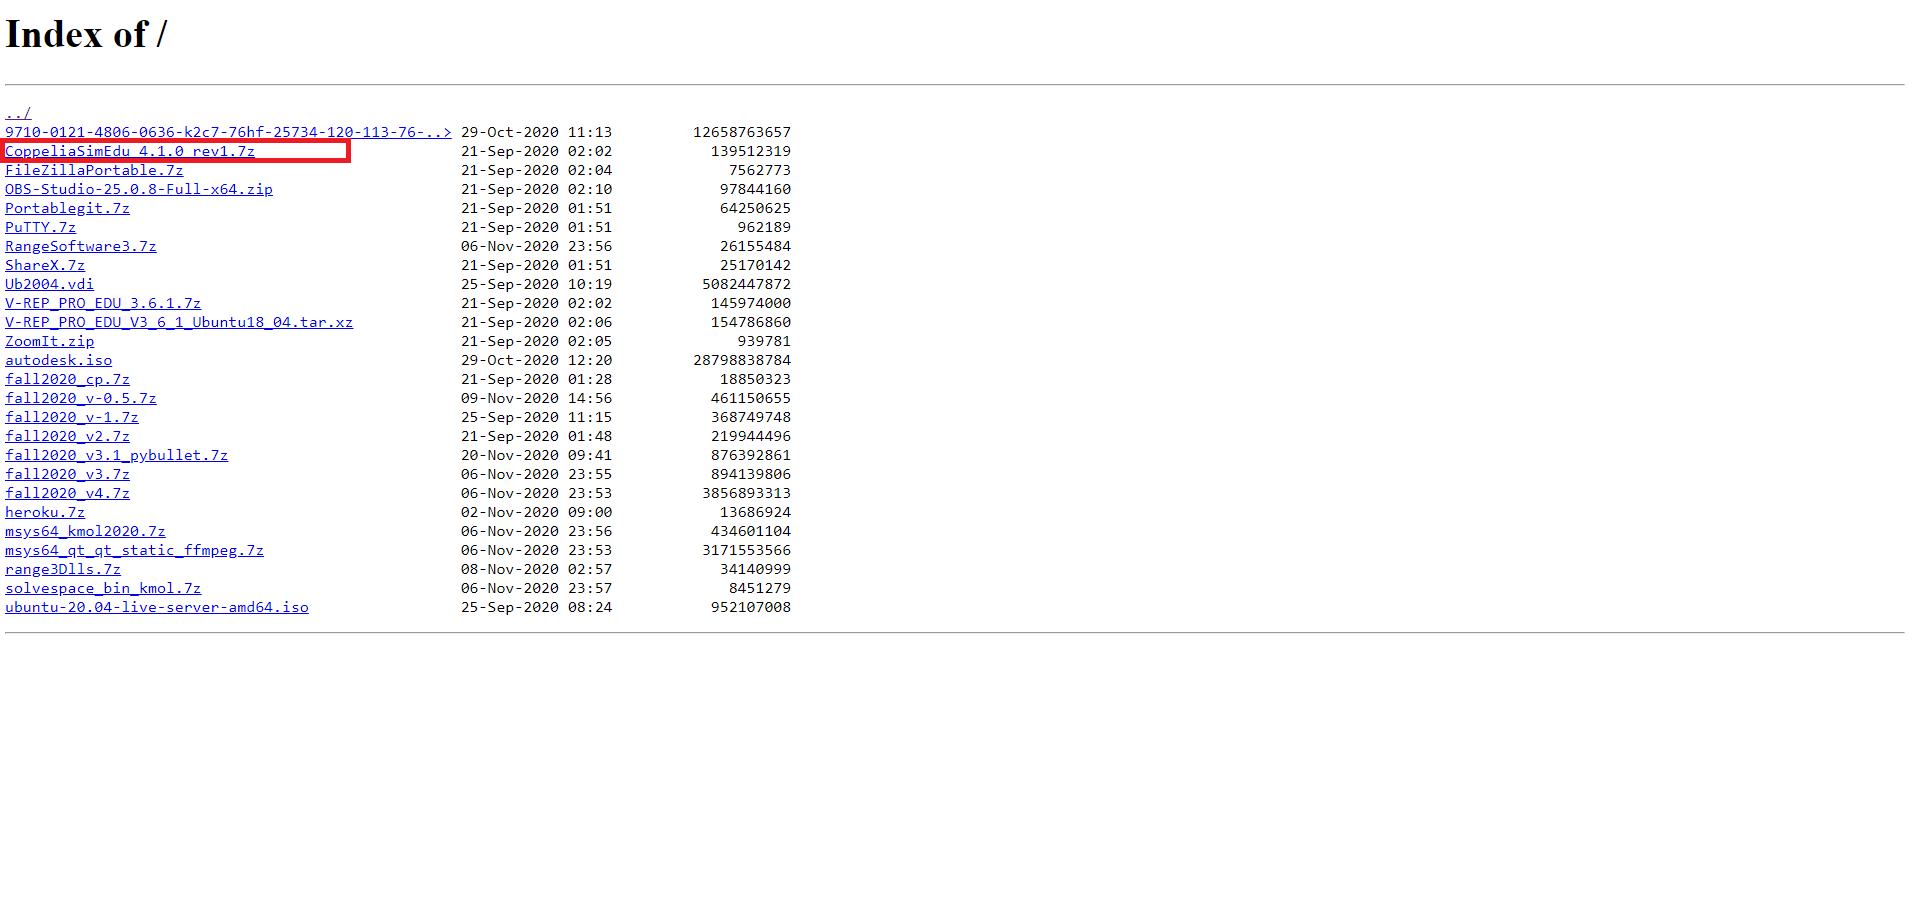 Index of /
../
9710-0121-4806-0636-k2c7-76hf-25734-120-113-76-..> 29-Oct-2020 11:13 12658763657
CoppeliaSimEdu_4.1.0_rev1.7z 21-Sep-2020 02:02 139512319
FileZillaPortable.7z 21-Sep-2020 02:04 7562773
OBS-Studio-25.0.8-Full-x64.zip 21-Sep-2020 02:10 97844160
Portablegit.7z 21-Sep-2020 01:51 64250625
PuTTY.7z 21-Sep-2020 01:51 962189
RangeSoftware3.7z 06-Nov-2020 23:56 26155484
ShareX.7z 21-Sep-2020 01:51 25170142
Ub2004.vdi 25-Sep-2020 10:19 5082447872
V-REP_PRO_EDU_3.6.1.7z 21-Sep-2020 02:02 145974000
V-REP_PRO_EDU_V3_6_1_Ubuntu18_04.tar.xz 21-Sep-2020 02:06 154786860
ZoomIt.zip 21-Sep-2020 02:05 939781
autodesk.iso 29-Oct-2020 12:20 28798838784
fall2020_cp.7z 21-Sep-2020 01:28 18850323
fall2020_v-0.5.7z 09-Nov-2020 14:56 461150655
fall2020_v-1.7z 25-Sep-2020 11:15 368749748
fall2020_v2.7z 21-Sep-2020 01:48 219944496
fall2020_v3.1_pybullet.7z 20-Nov-2020 09:41 876392861
fall2020_v3.7z 06-Nov-2020 23:55 894139806
fall2020_v4.7z 06-Nov-2020 23:53 3856893313
heroku.7z 02-Nov-2020 09:00 13686924
msys64_kmol2020.7z 06-Nov-2020 23:56 434601104
msys64_qt_qt_static_ffmpeg.7z 06-Nov-2020 23:53 3171553566
range3Dlls.7z 08-Nov-2020 02:57 34140999
solvespace_bin_kmol.7z 06-Nov-2020 23:57 8451279
ubuntu-20.04-live-server-amd64.iso 25-Sep-2020 08:24 952107008